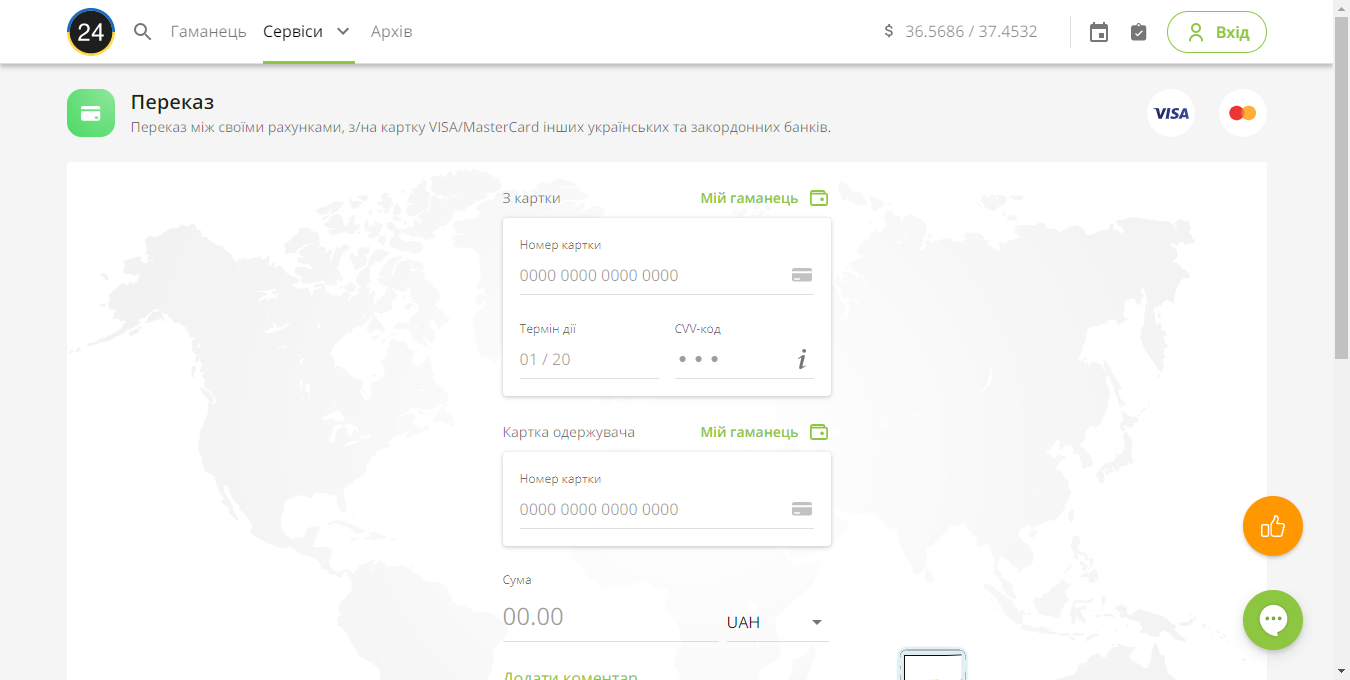 24
Гаманець Сервіси Архів
$ 36.5686 / 37.4532
Вхід
Переказ
Переказ між своїми рахунками, з/на картку VISA/MasterCard інших українських та закордонних банків.
VISA
З картки Мій гаманець
Номер картки
0000 0000 0000 0000
Термін дії CVV-код
01 / 20 • • • i
Картка одержувача Мій гаманець
Номер картки
0000 0000 0000 0000
Сума
00.00 UAH
Додати коментар